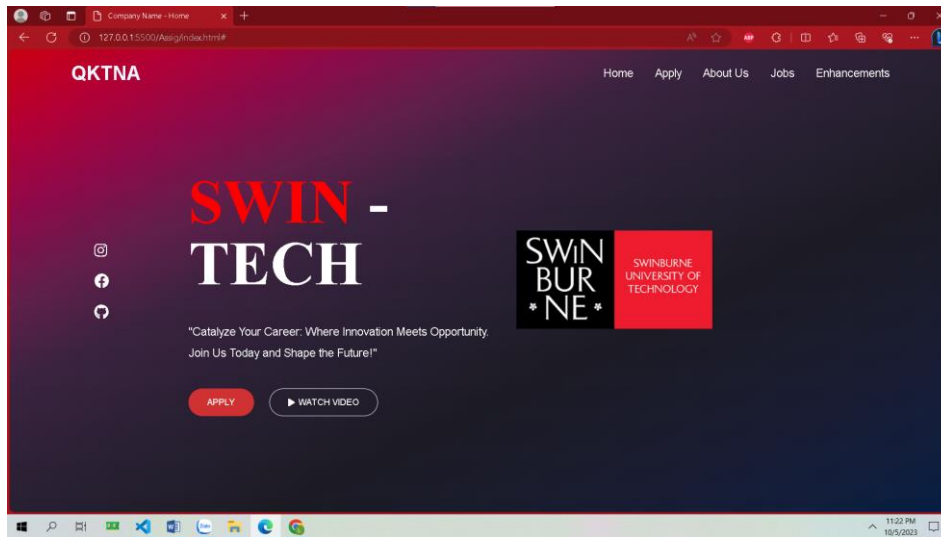 Company Name - Home
127.0.0.1:5500/Assig/index.html#
QKTNA
Home Apply About Us Jobs Enhancements
SWIN -
TECH
SWIN
BUR
* NE *
SWINBURNE
UNIVERSITY OF
TECHNOLOGY
"Catalyze Your Career: Where Innovation Meets Opportunity.
Join Us Today and Shape the Future!"
APPLY
WATCH VIDEO
11:22 PM
10/5/2023